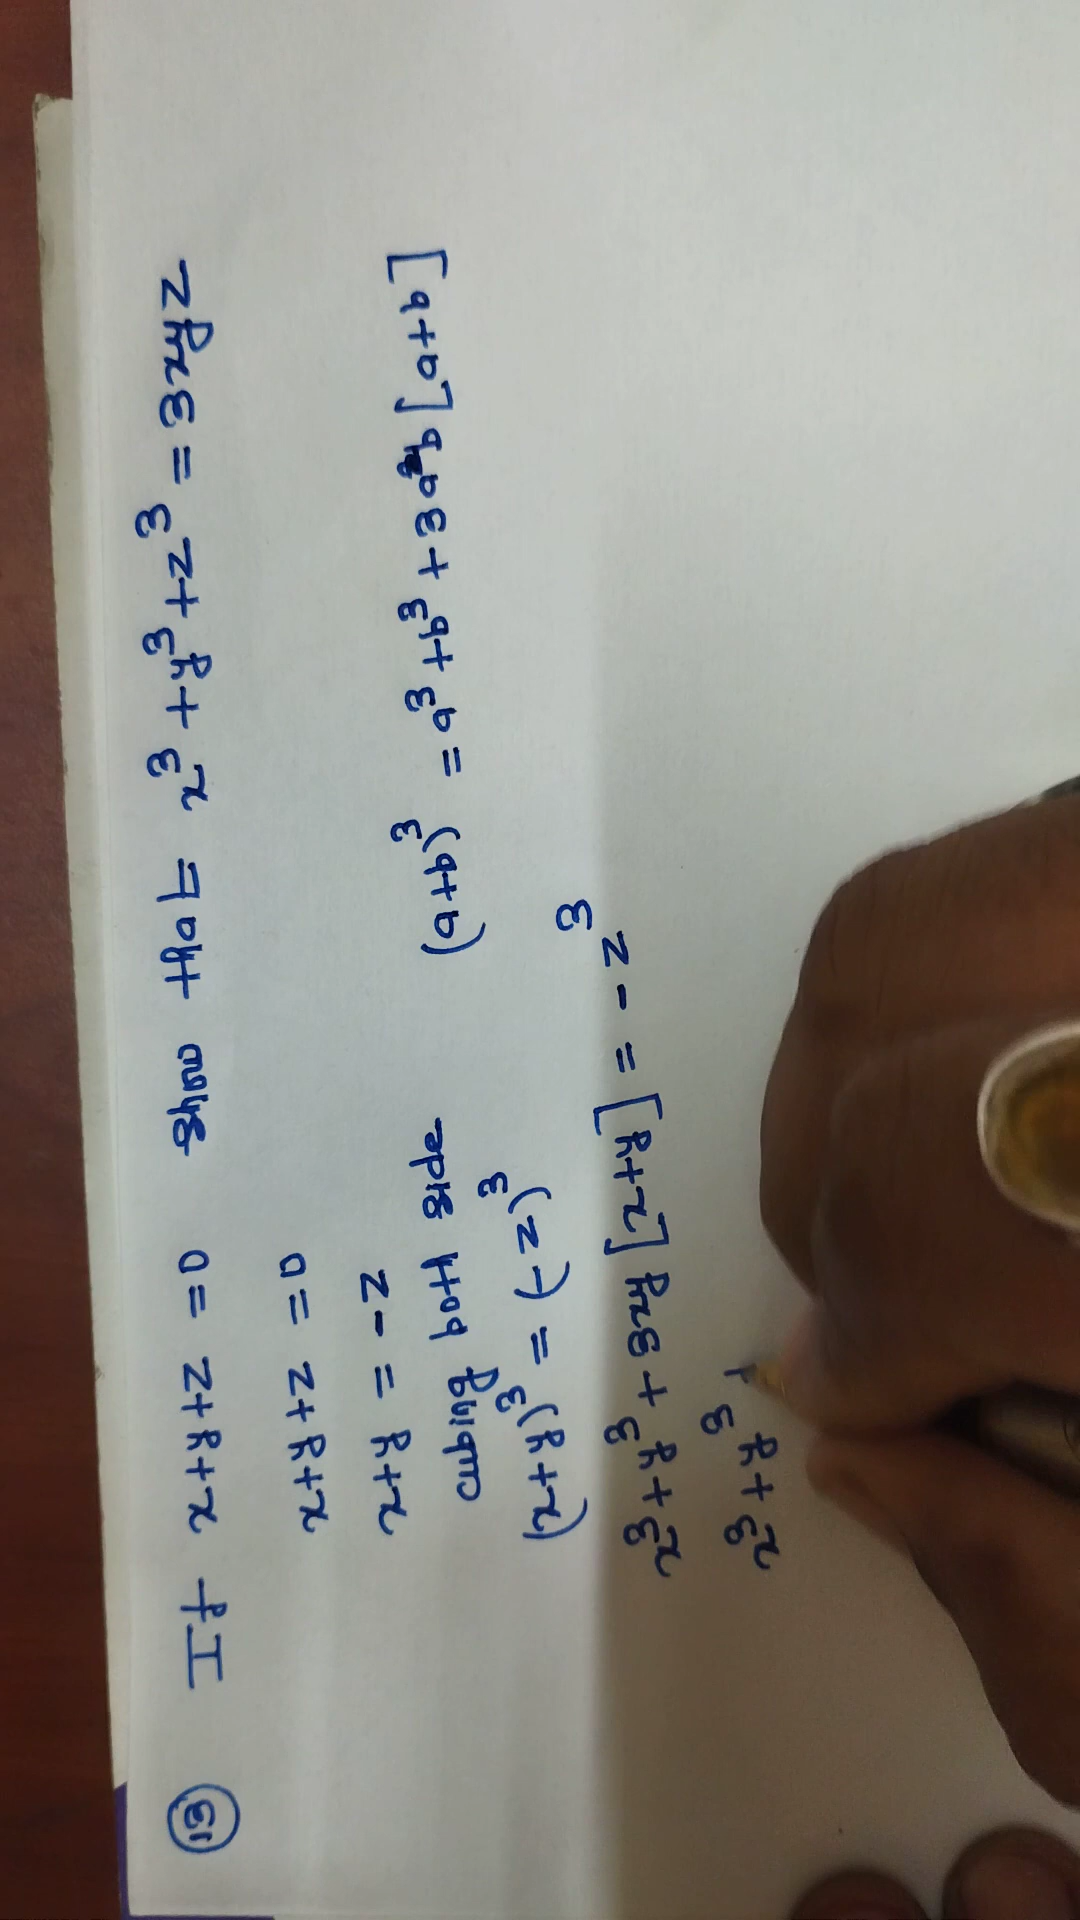 (13) If x+y+z=0 show that x³+y³+z³=3xyz
x+y+z=0
x+y=-z
cubing both side (a+b)³=a³+b³+3ab[a+b]
(x+y)³=(-z)³
x³+y³+3xy[x+y]=-z³
x³+y³